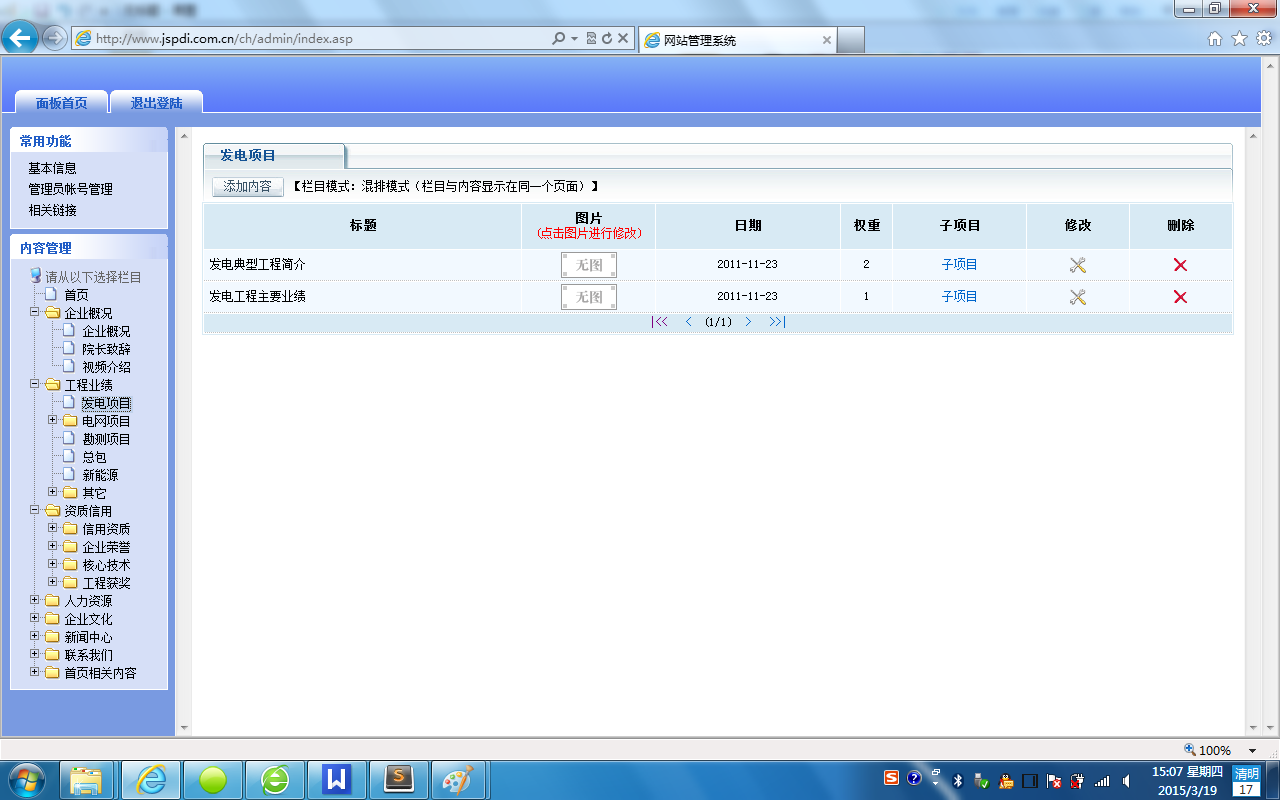 http://www.jspdi.com.cn/ch/admin/index.asp
网站管理系统
面板首页
退出登陆
常用功能
基本信息
管理员帐号管理
相关链接
内容管理
请从以下选择栏目
首页
企业概况
企业概况
院长致辞
视频介绍
工程业绩
发电项目
电网项目
勘测项目
总包
新能源
其它
资质信用
信用资质
企业荣誉
核心技术
工程获奖
人力资源
企业文化
新闻中心
联系我们
首页相关内容
发电项目
添加内容 【栏目模式：混排模式（栏目与内容显示在同一个页面）】
标题 图片 日期 权重 子项目 修改 删除
(点击图片进行修改)
发电典型工程简介 无图 2011-11-23 2 子项目
发电工程主要业绩 无图 2011-11-23 1 子项目
|<< < (1/1) > >>|
100%
15:07 星期四
2015/3/19
清明
17